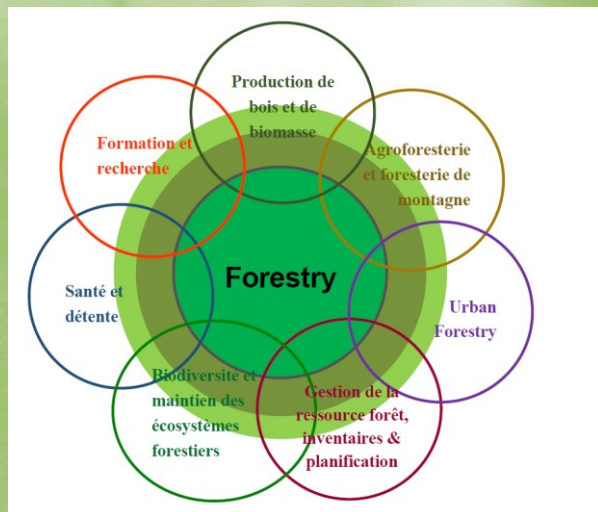 Production de
bois et de
biomasse
Agroforesterie
et foresterie de
montagne
Urban
Forestry
Gestion de la
ressource forêt,
inventaires &
planification
Biodiversité et
maintien des
écosystèmes
forestiers
Santé et
détente
Formation et
recherche
Forestry